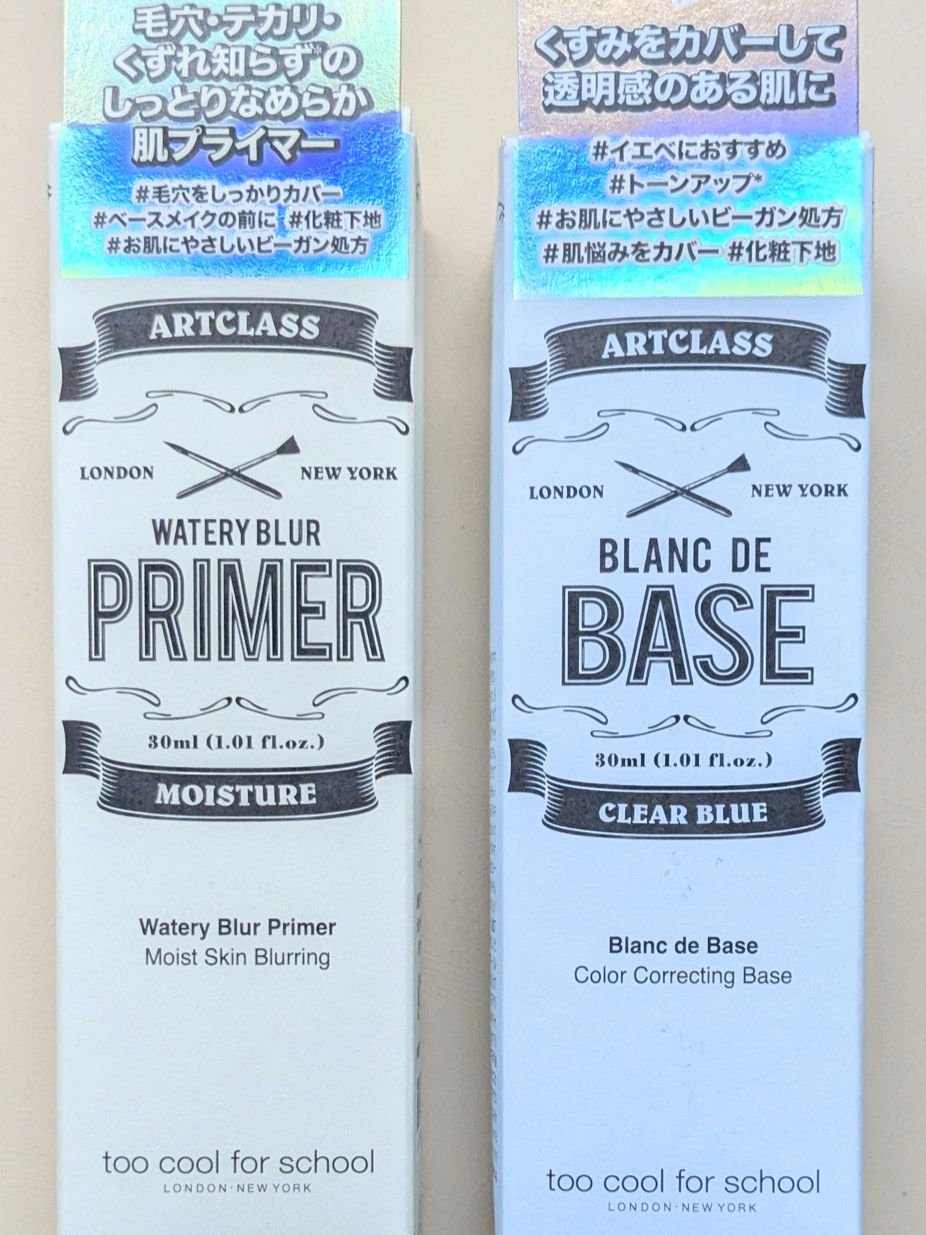 毛穴・テカリ・
くずれ知らず*の
しっとりなめらか
肌プライマー
#毛穴をしっかりカバー
#ベースメイクの前に #化粧下地
#お肌にやさしいビーガン処方
ARTCLASS
LONDON
NEW YORK
WATERY BLUR
PRIMER
30ml (1.01 fl.oz.)
MOISTURE
Watery Blur Primer
Moist Skin Blurring
too cool for school
LONDON·NEW YORK
くすみをカバーして
透明感のある肌に
#イエベにおすすめ
#トーンアップ*
#お肌にやさしいビーガン処方
#肌悩みをカバー #化粧下地
ARTCLASS
LONDON
NEW YORK
BLANC DE
BASE
30ml (1.01 fl.oz.)
CLEAR BLUE
Blanc de Base
Color Correcting Base
too cool for school
LONDON·NEW YORK